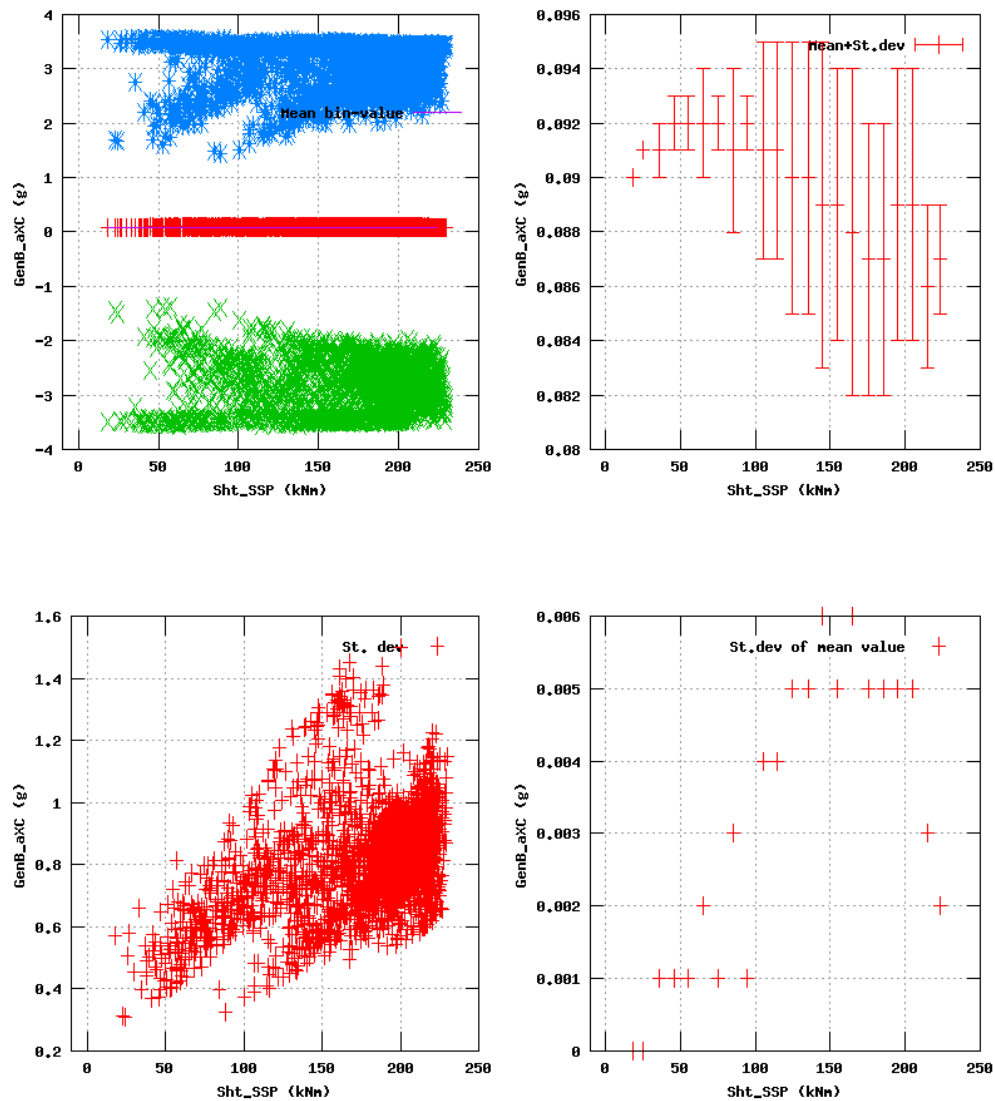 4
3
2
1
0
-1
-2
-3
-4
GenB_aXC (g)
Mean bin-value
0 50 100 150 200 250
Sht_SSP (kNm)
0.096
0.094
0.092
0.09
0.088
0.086
0.084
0.082
0.08
GenB_aXC (g)
Mean+St.dev
0 50 100 150 200 250
Sht_SSP (kNm)
1.6
1.4
1.2
1
0.8
0.6
0.4
0.2
GenB_aXC (g)
St. dev
0 50 100 150 200 250
Sht_SSP (kNm)
0.006
0.005
0.004
0.003
0.002
0.001
0
GenB_aXC (g)
St.dev of mean value
0 50 100 150 200 250
Sht_SSP (kNm)